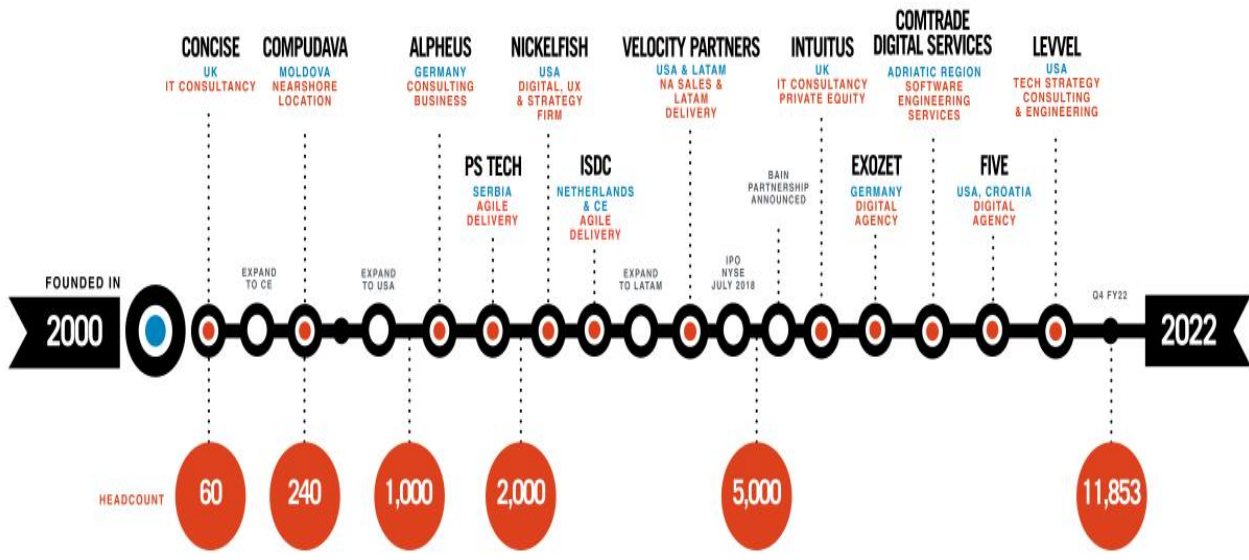 CONCISE
UK
IT CONSULTANCY
COMPUDAVA
MOLDOVA
NEARSHORE
LOCATION
ALPHEUS
GERMANY
CONSULTING
BUSINESS
NICKELFISH
USA
DIGITAL, UX
& STRATEGY
FIRM
VELOCITY PARTNERS
USA & LATAM
NA SALES &
LATAM
DELIVERY
INTUITUS
UK
IT CONSULTANCY
PRIVATE EQUITY
COMTRADE
DIGITAL SERVICES
ADRIATIC REGION
SOFTWARE
ENGINEERING
SERVICES
LEVVEL
USA
TECH STRATEGY
CONSULTING
& ENGINEERING
PS TECH
SERBIA
AGILE
DELIVERY
ISDC
NETHERLANDS
& CE
AGILE
DELIVERY
BAIN
PARTNERSHIP
ANNOUNCED
EXOZET
GERMANY
DIGITAL
AGENCY
FIVE
USA, CROATIA
DIGITAL
AGENCY
FOUNDED IN
2000
EXPAND
TO CE
EXPAND
TO USA
EXPAND
TO LATAM
IPO
NYSE
JULY 2018
Q4 FY22
2022
HEADCOUNT
60
240
1,000
2,000
5,000
11,853